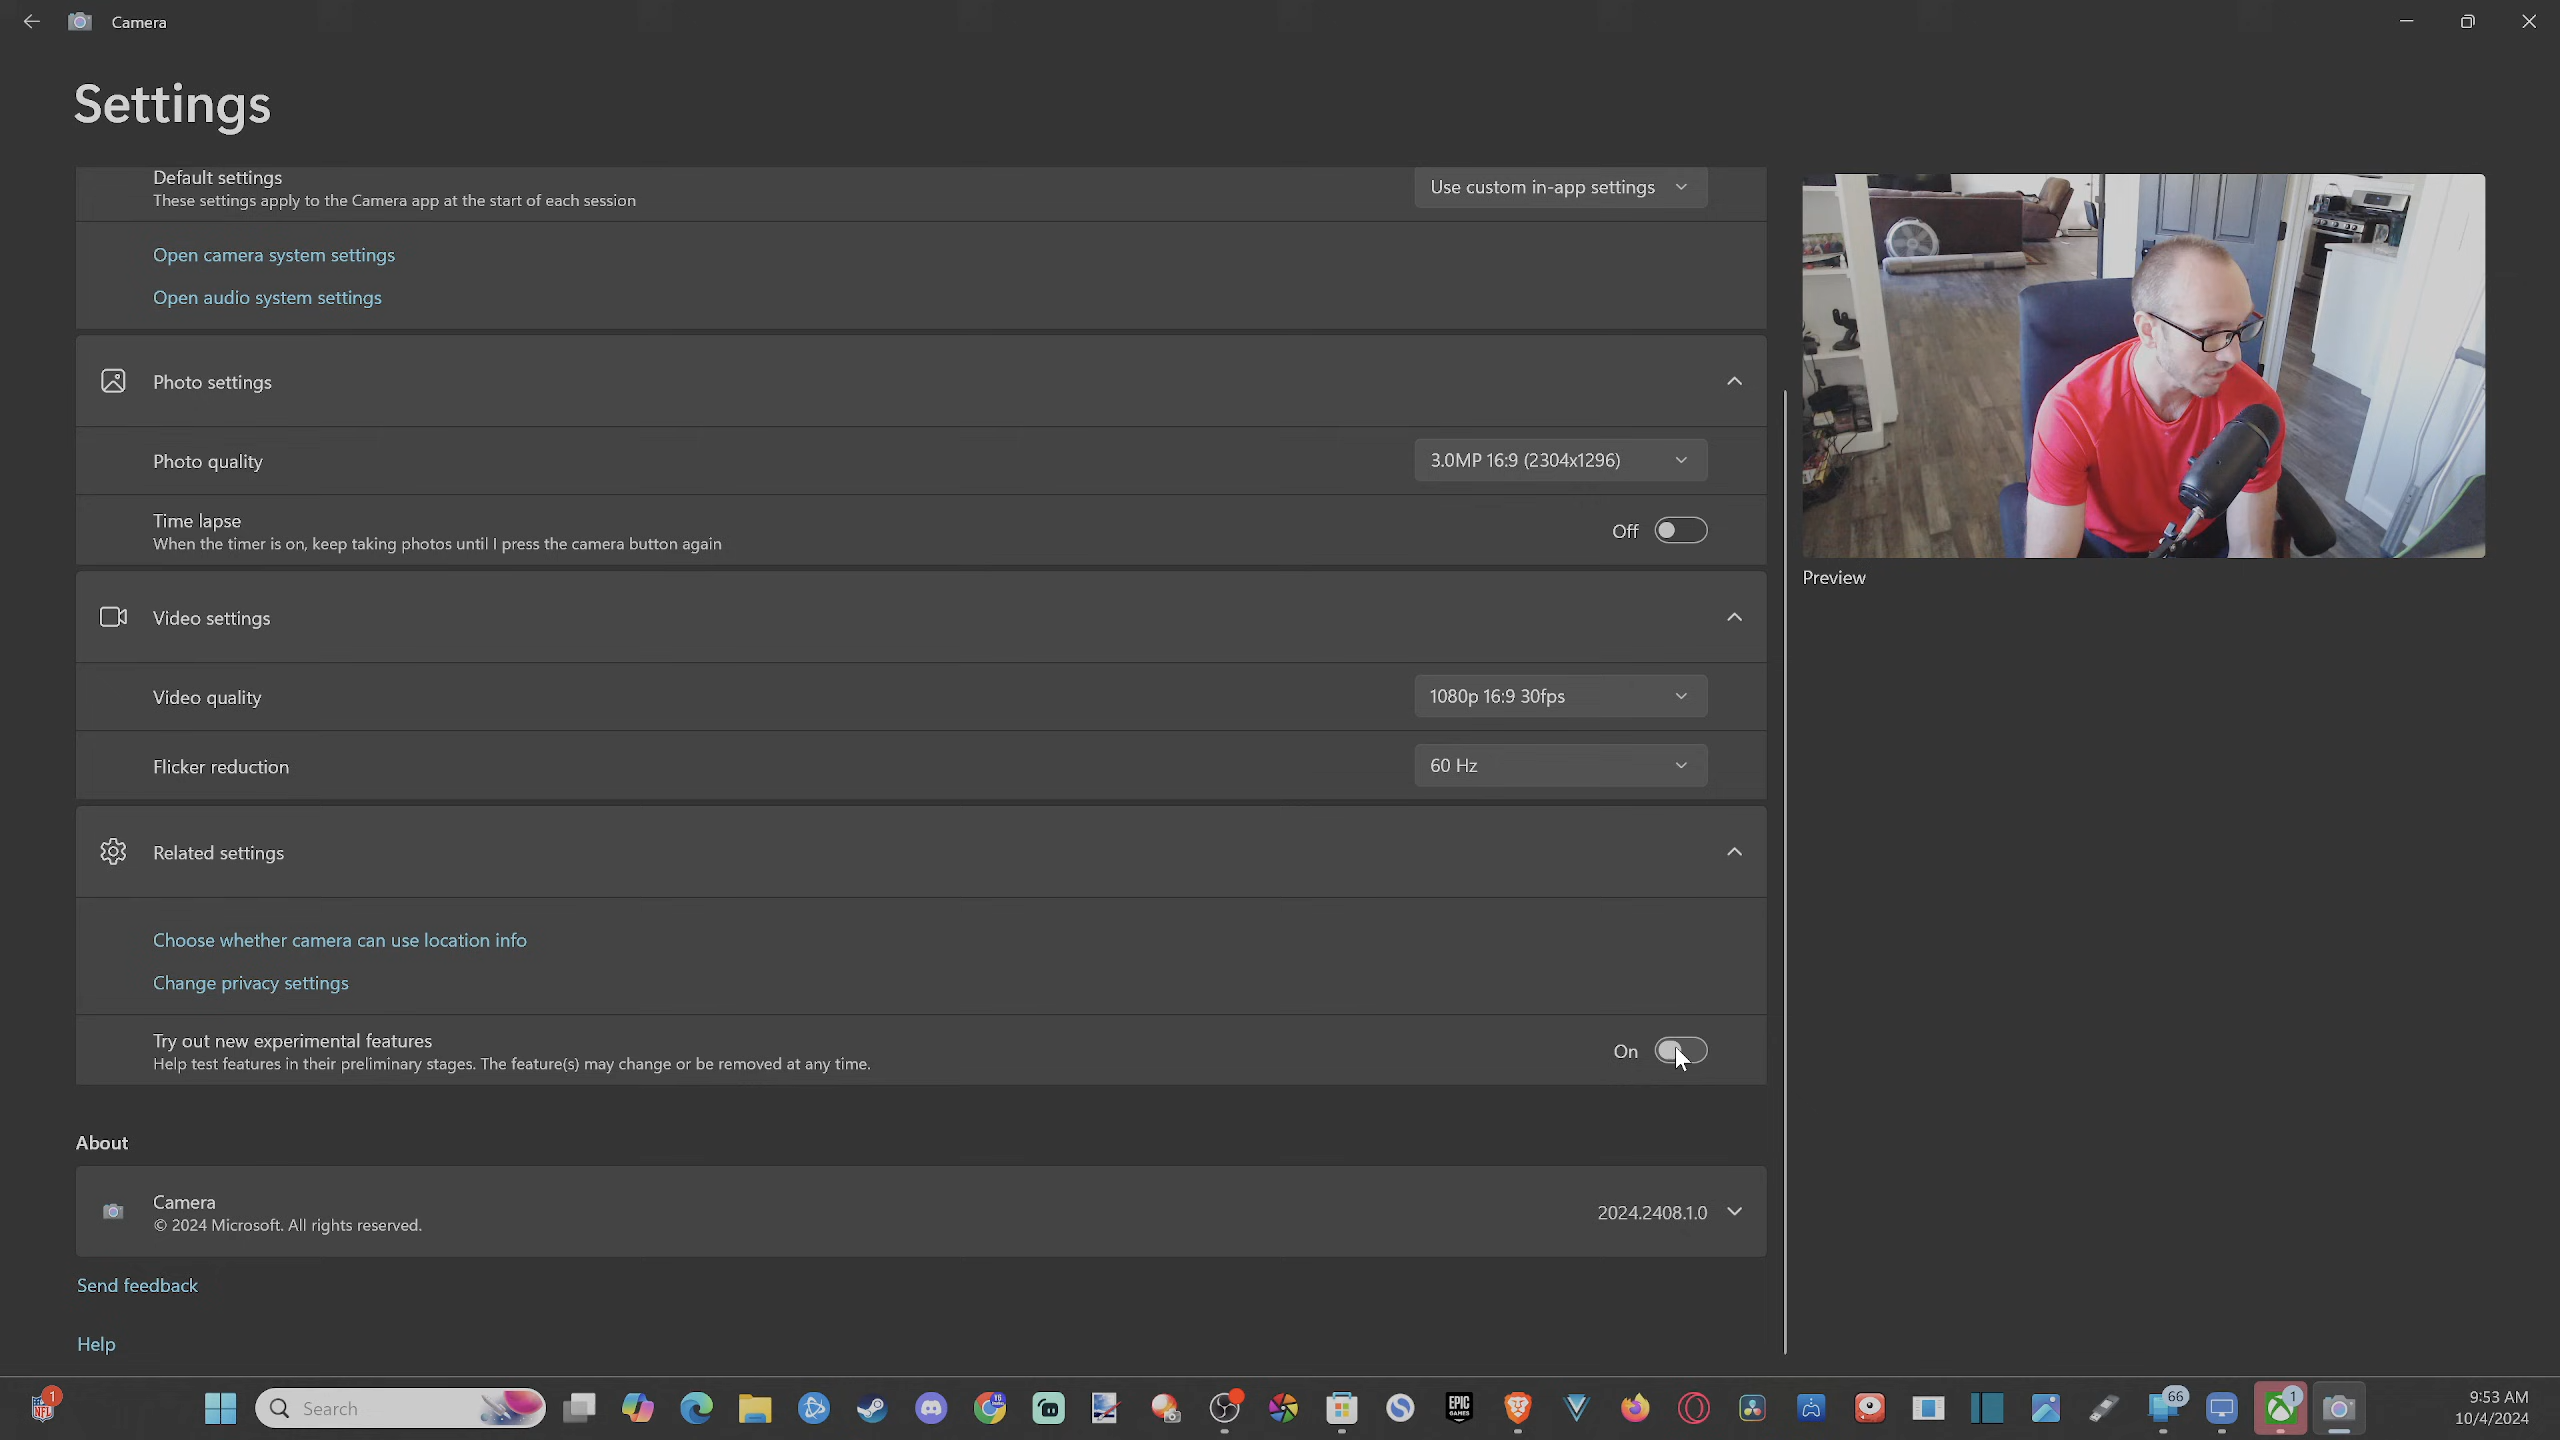 Camera
Settings
Default settings
These settings apply to the Camera app at the start of each session
Use custom in-app settings
Open camera system settings
Open audio system settings
Photo settings
Photo quality
3.0MP 16:9 (2304x1296)
Time lapse
When the timer is on, keep taking photos until I press the camera button again
Off
Preview
Video settings
Video quality
1080p 16:9 30fps
Flicker reduction
60 Hz
Related settings
Choose whether camera can use location info
Change privacy settings
Try out new experimental features
Help test features in their preliminary stages. The feature(s) may change or be removed at any time.
On
About
Camera
© 2024 Microsoft. All rights reserved.
2024.2408.1.0
Send feedback
Help
1
NFL
Search
EPIC
GAMES
66
1
9:53 AM
10/4/2024